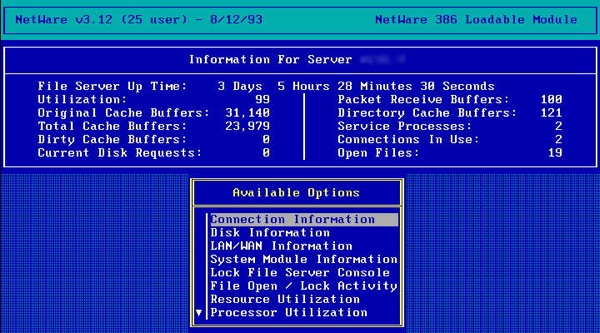 NetWare v3.12 (25 user) - 8/12/93 NetWare 386 Loadable Module
Information For Server
File Server Up Time: 3 Days 5 Hours 28 Minutes 30 Seconds
Utilization: 99 Packet Receive Buffers: 100
Original Cache Buffers: 31,140 Directory Cache Buffers: 121
Total Cache Buffers: 23,979 Service Processes: 2
Dirty Cache Buffers: 0 Connections In Use: 2
Current Disk Requests: 0 Open Files: 19
Available Options
Connection Information
Disk Information
LAN/WAN Information
System Module Information
Lock File Server Console
File Open / Lock Activity
Resource Utilization
Processor Utilization